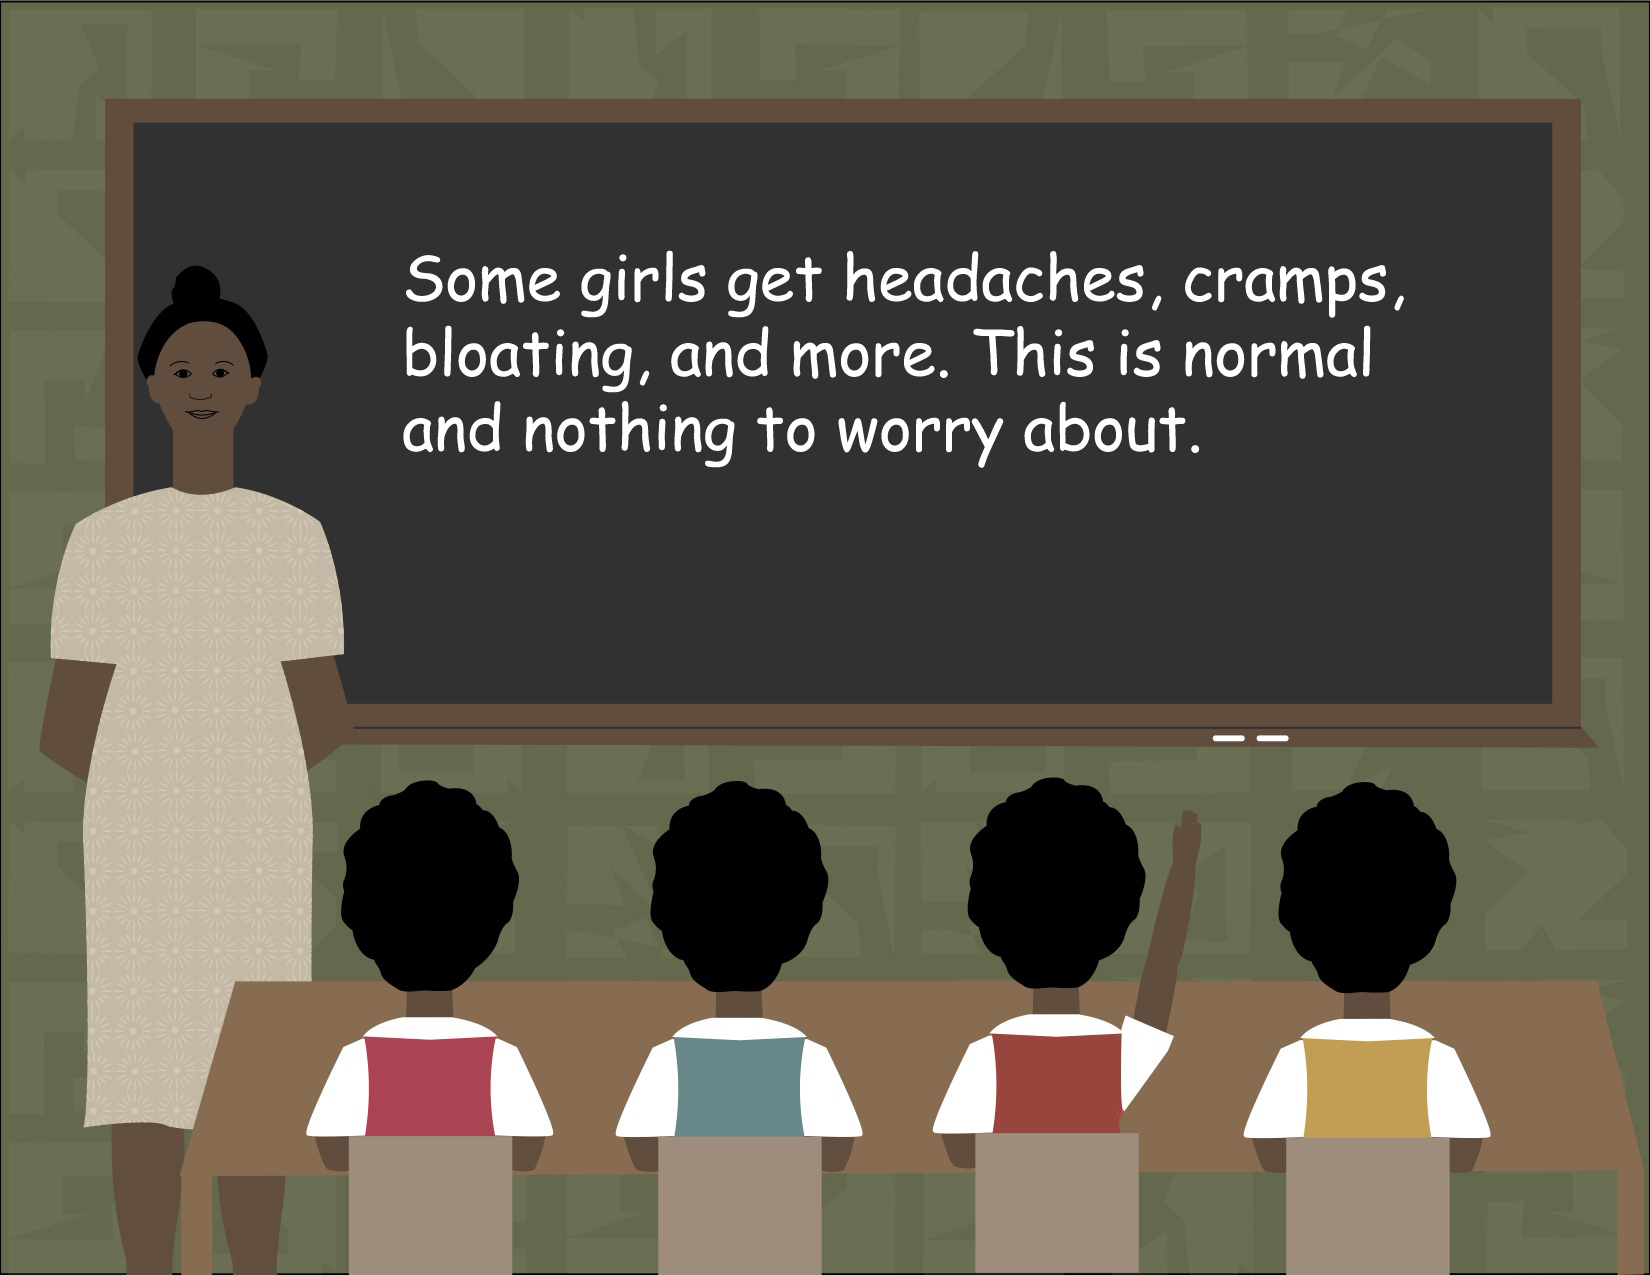 Some girls get headaches, cramps,
bloating, and more. This is normal
and nothing to worry about.